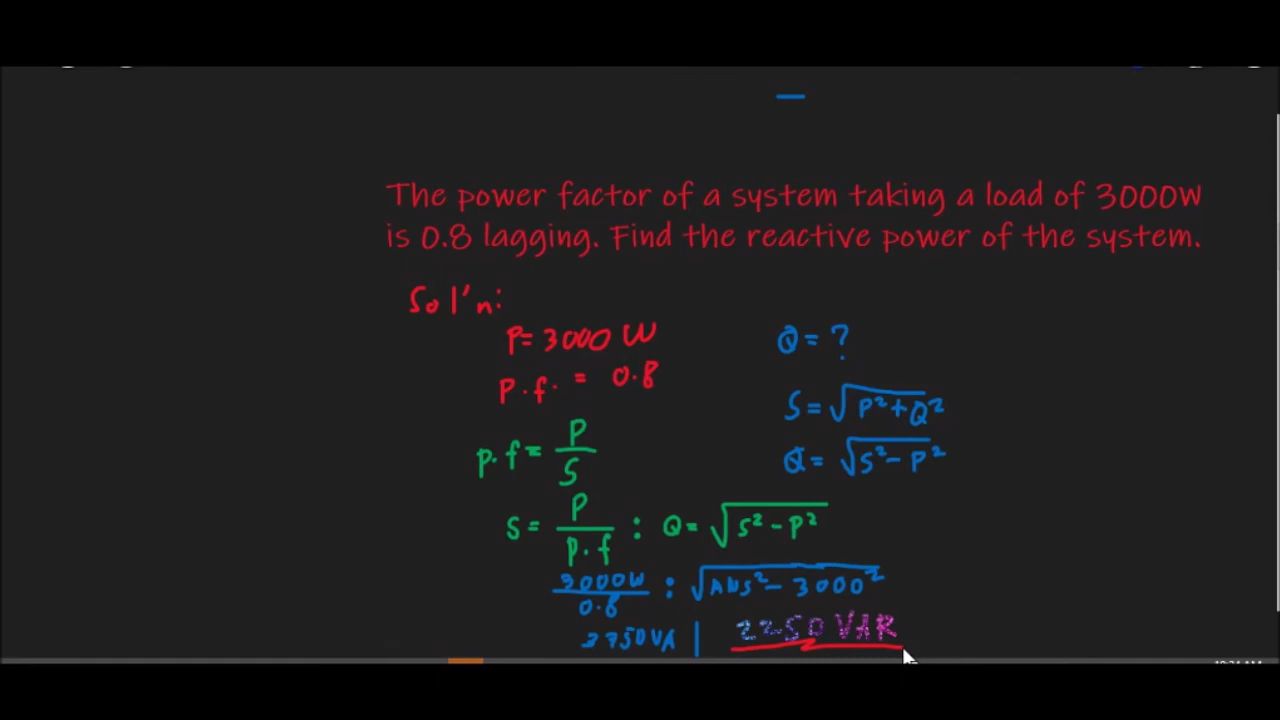 The power factor of a system taking a load of 3000W
is 0.8 lagging. Find the reactive power of the system.
Sol'n:
P= 3000 W
Q = ?
P.f. = 0.8
S = √P²+Q²
p.f = P/S
Q = √S²-P²
S = P/P.f : Q = √S²-P²
3000W/0.8 : √ANS²-3000²
3750VA | 2250 VAR